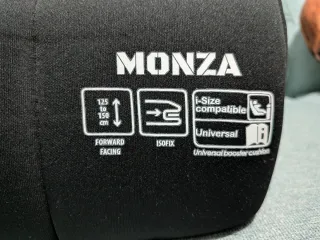 MONZA
125
to
150
cm
FORWARD
FACING
ISOFIX
i-Size
compatible
Universal
Universal booster cushion